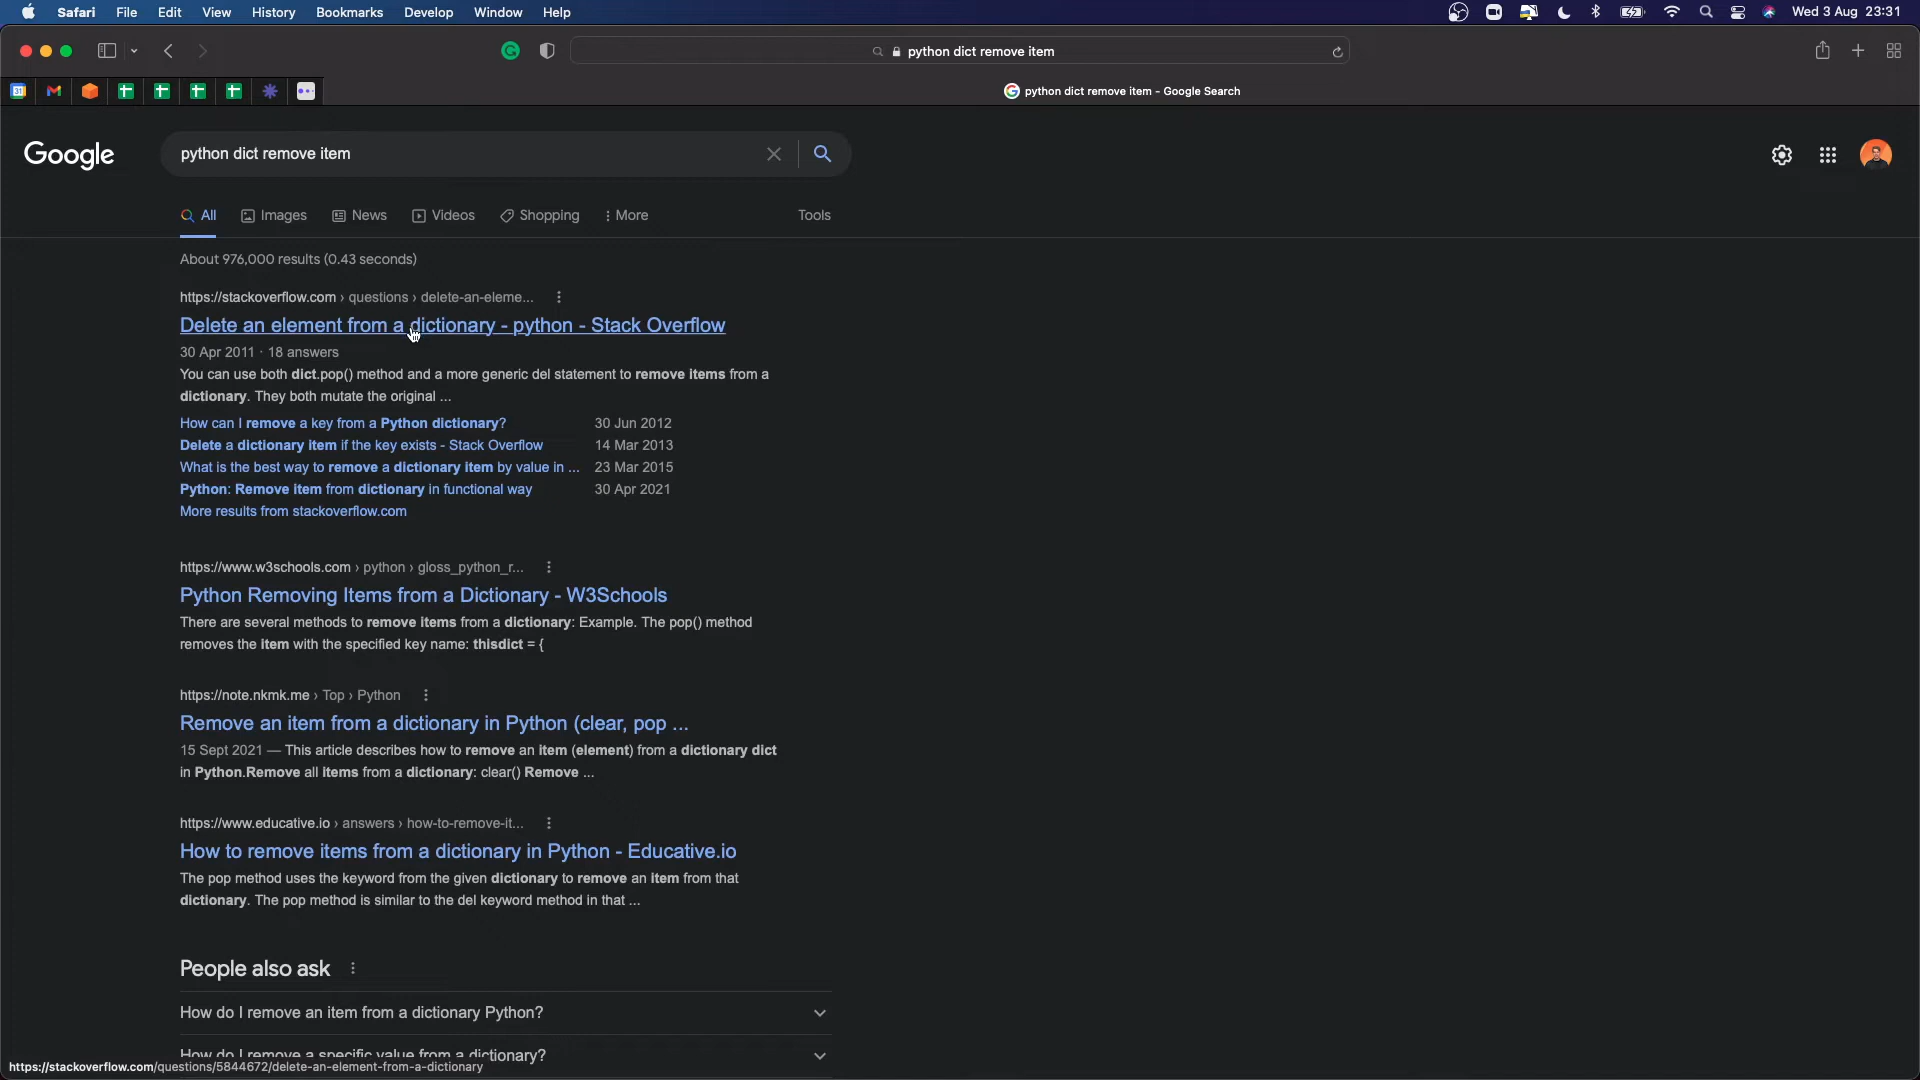 Safari File Edit View History Bookmarks Develop Window Help Wed 3 Aug 23:31
python dict remove item
31
python dict remove item - Google Search
Google
python dict remove item
All Images News Videos Shopping More Tools
About 976,000 results (0.43 seconds)
https://stackoverflow.com › questions › delete-an-eleme...
Delete an element from a dictionary - python - Stack Overflow
30 Apr 2011 · 18 answers
You can use both dict.pop() method and a more generic del statement to remove items from a
dictionary. They both mutate the original ...
How can I remove a key from a Python dictionary? 30 Jun 2012
Delete a dictionary item if the key exists - Stack Overflow 14 Mar 2013
What is the best way to remove a dictionary item by value in ... 23 Mar 2015
Python: Remove item from dictionary in functional way 30 Apr 2021
More results from stackoverflow.com
https://www.w3schools.com › python › gloss_python_r...
Python Removing Items from a Dictionary - W3Schools
There are several methods to remove items from a dictionary: Example. The pop() method
removes the item with the specified key name: thisdict = {
https://note.nkmk.me › Top › Python
Remove an item from a dictionary in Python (clear, pop ...
15 Sept 2021 — This article describes how to remove an item (element) from a dictionary dict
in Python.Remove all items from a dictionary: clear() Remove ...
https://www.educative.io › answers › how-to-remove-it...
How to remove items from a dictionary in Python - Educative.io
The pop method uses the keyword from the given dictionary to remove an item from that
dictionary. The pop method is similar to the del keyword method in that ...
People also ask
How do I remove an item from a dictionary Python?
How do I remove a specific value from a dictionary?
https://stackoverflow.com/questions/5844672/delete-an-element-from-a-dictionary